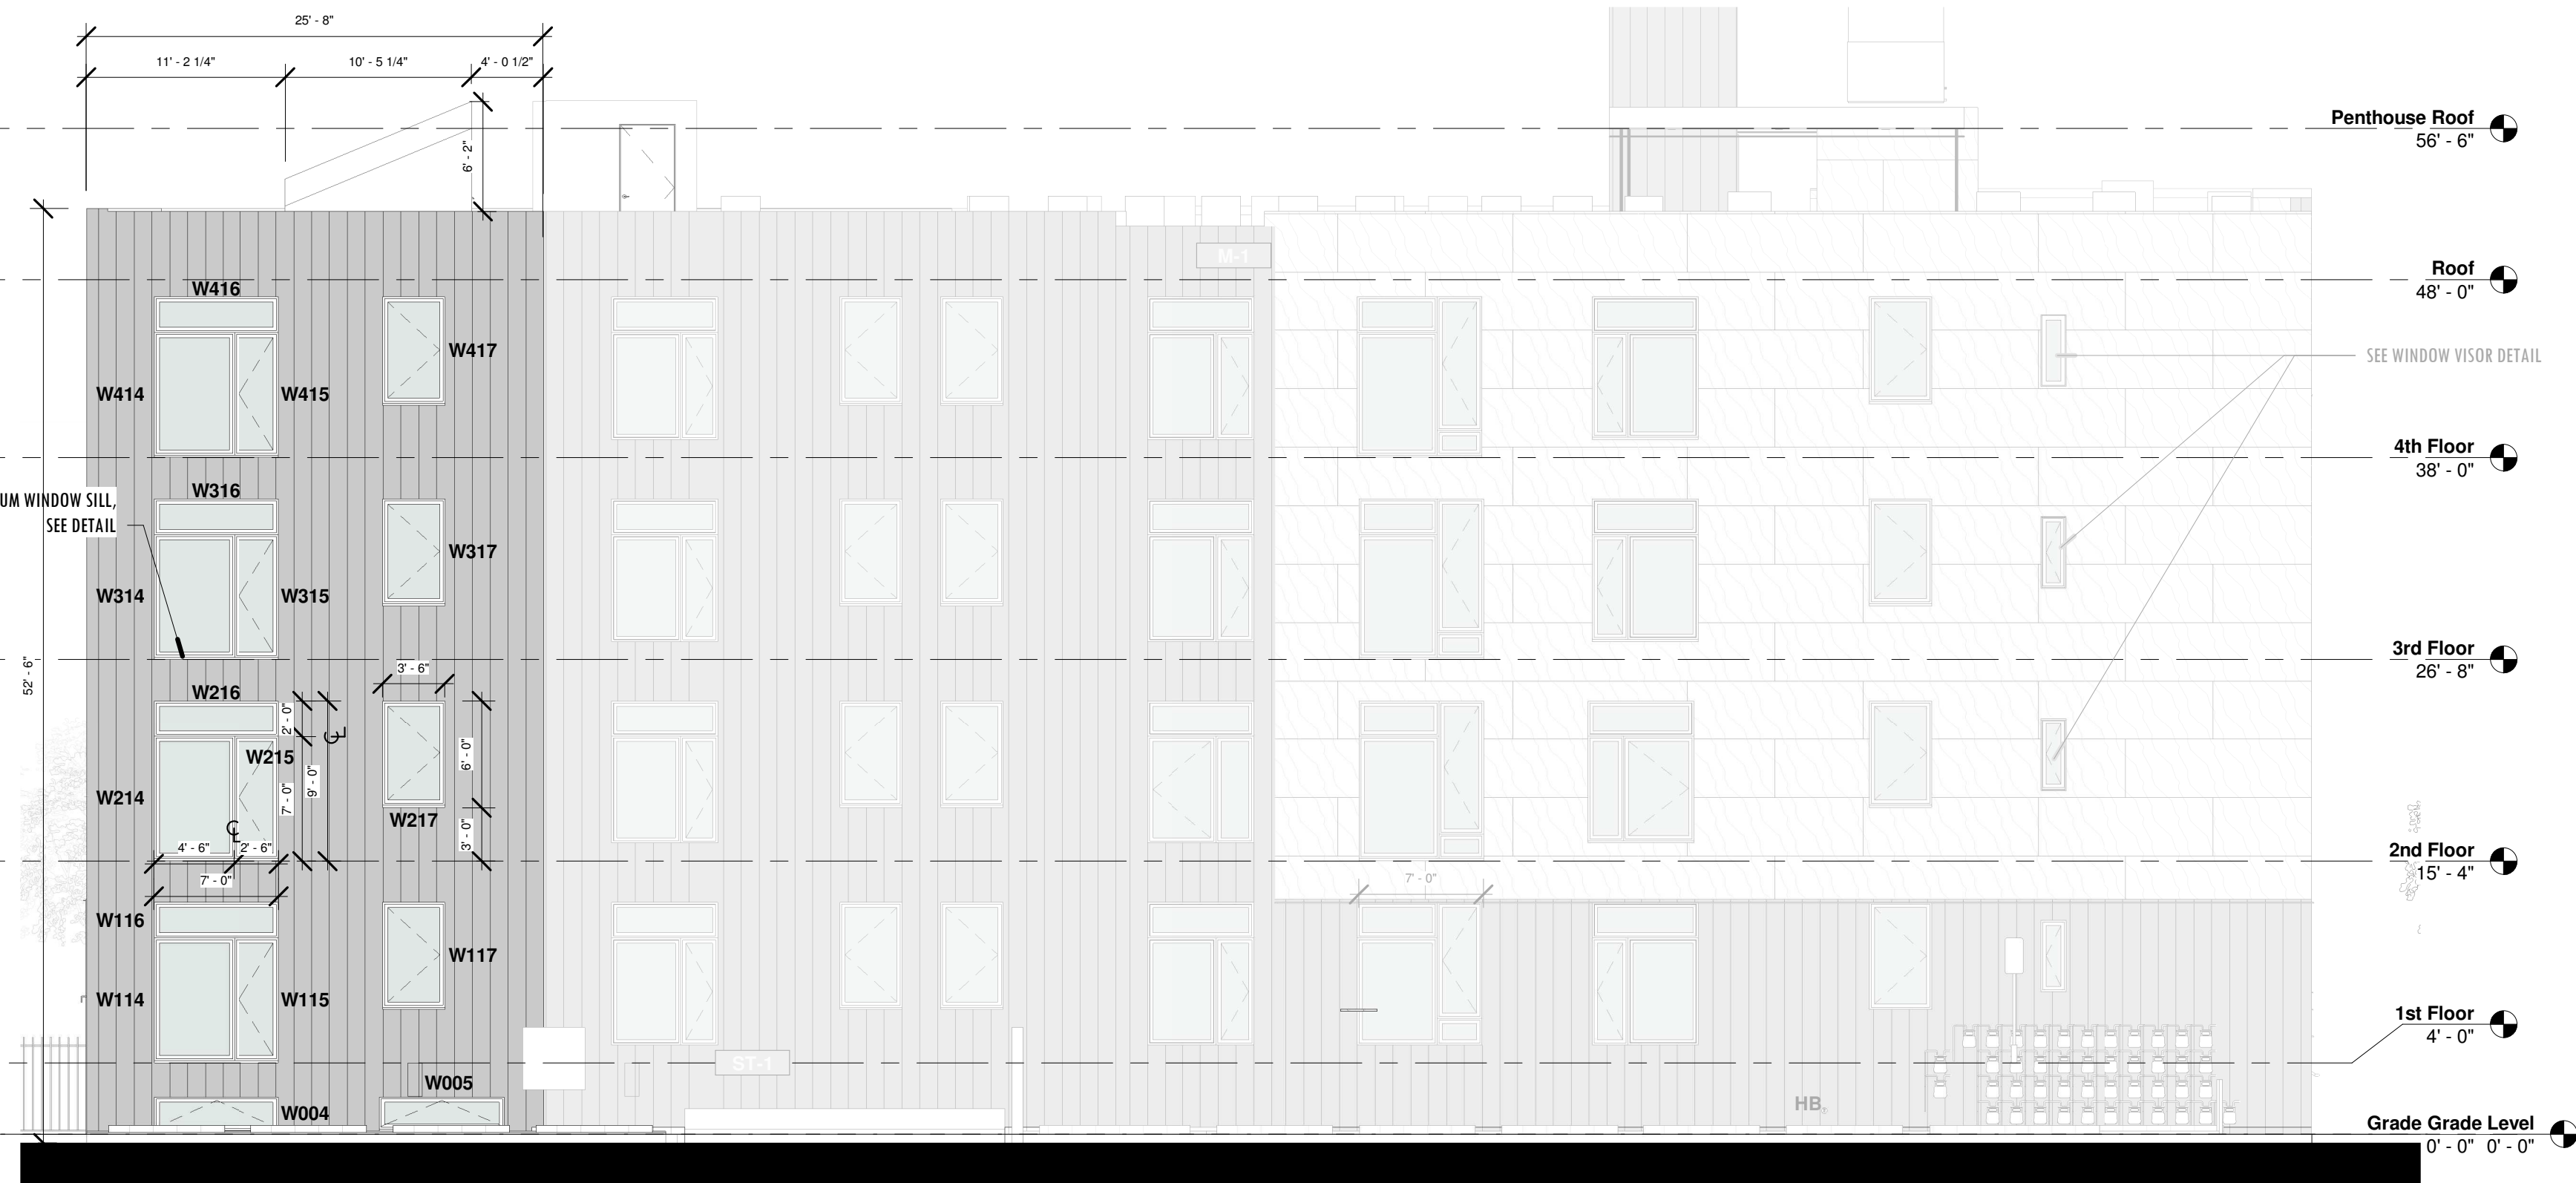 25' - 8"
11' - 2 1/4"
10' - 5 1/4"
4' - 0 1/2"
6' - 2"
Penthouse Roof
56' - 6"
M-1
Roof
48' - 0"
W416
W417
W414
W415
SEE WINDOW VISOR DETAIL
4th Floor
38' - 0"
UM WINDOW SILL,
SEE DETAIL
W316
W317
W314
W315
52' - 6"
3rd Floor
26' - 8"
3' - 6"
W216
2' - 0"
W215
6' - 0"
9' - 0"
7' - 0"
W214
W217
3' - 0"
4' - 6"
2' - 6"
7' - 0"
2nd Floor
15' - 4"
7' - 0"
W116
W117
W114
W115
1st Floor
4' - 0"
ST-1
W005
W004
HB
Grade Grade Level
0' - 0" 0' - 0"